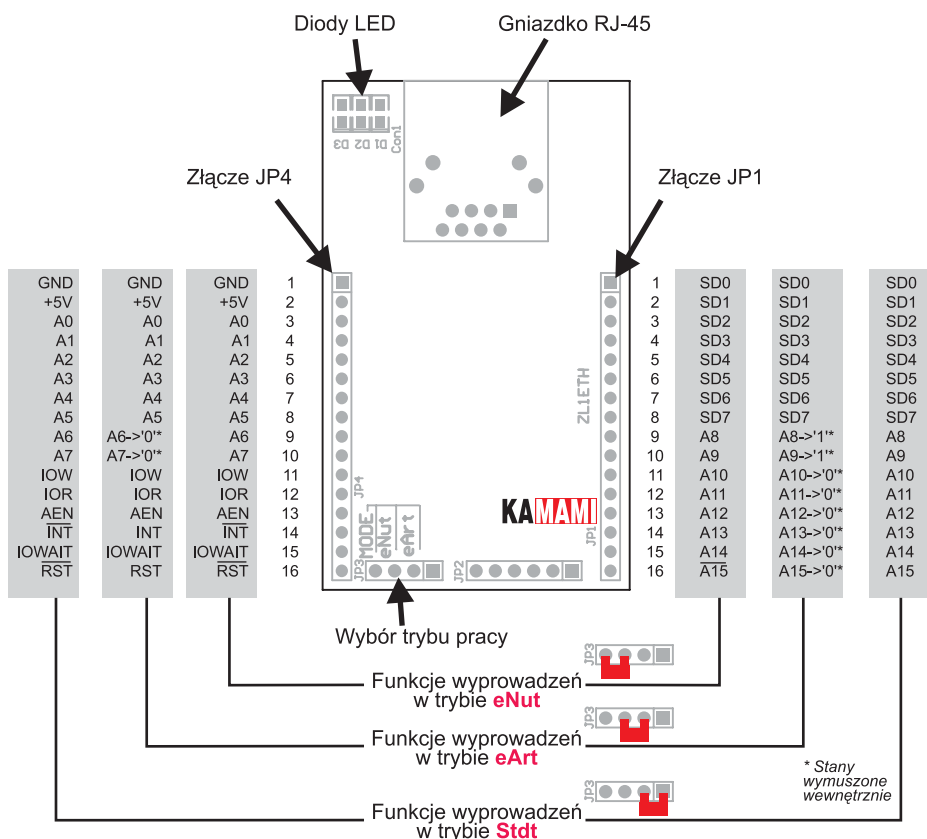 Diody LED
Gniazdko RJ-45
D3 D2 D1
Con1
Złącze JP4
Złącze JP1
GND GND GND 1 1 SD0 SD0 SD0
+5V +5V +5V 2 2 SD1 SD1 SD1
A0 A0 A0 3 3 SD2 SD2 SD2
A1 A1 A1 4 4 SD3 SD3 SD3
A2 A2 A2 5 5 SD4 SD4 SD4
A3 A3 A3 6 6 SD5 SD5 SD5
A4 A4 A4 7 7 SD6 SD6 SD6
A5 A5 A5 8 8 SD7 SD7 SD7
A6 A6->'0'* A6 9 9 A8 A8->'1'* A8
A7 A7->'0'* A7 10 10 A9 A9->'1'* A9
IOW IOW IOW 11 11 A10 A10->'0'* A10
IOR IOR IOR 12 12 A11 A11->'0'* A11
AEN AEN AEN 13 13 A12 A12->'0'* A12
INT INT INT 14 14 A13 A13->'0'* A13
IOWAIT IOWAIT IOWAIT 15 15 A14 A14->'0'* A14
RST RST RST 16 16 A15 A15->'0'* A15
ZL1ETH
JP4
KAMAMI
JP1
MODE
eNut
eArt
JP3
JP2
Wybór trybu pracy
JP3
Funkcje wyprowadzeń
w trybie eNut
JP3
Funkcje wyprowadzeń
w trybie eArt
* Stany
wymuszone
wewnętrznie
JP3
Funkcje wyprowadzeń
w trybie Stdt